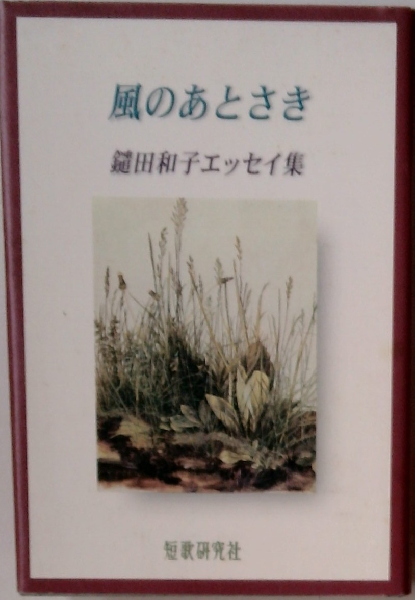 風のあとさき
鑓田和子エッセイ集
短歌研究社